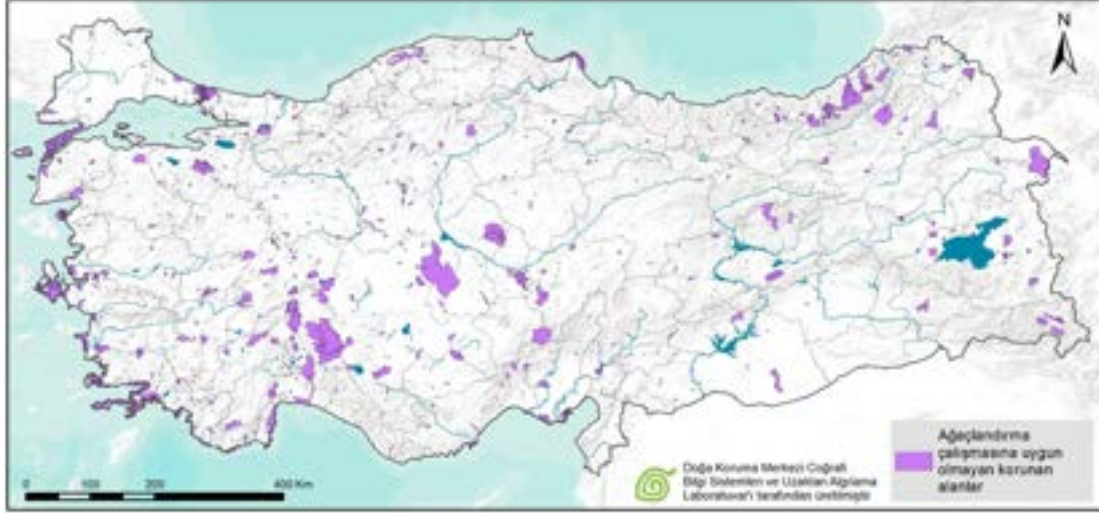 N
Ağaçlandırma
çalışmasına uygun
olmayan korunan
alanlar
Doğa Koruma Merkezi Coğrafi
Bilgi Sistemleri ve Uzaktan Algılama
Laboratuvarı tarafından üretilmiştir
0 100 200 400 Km